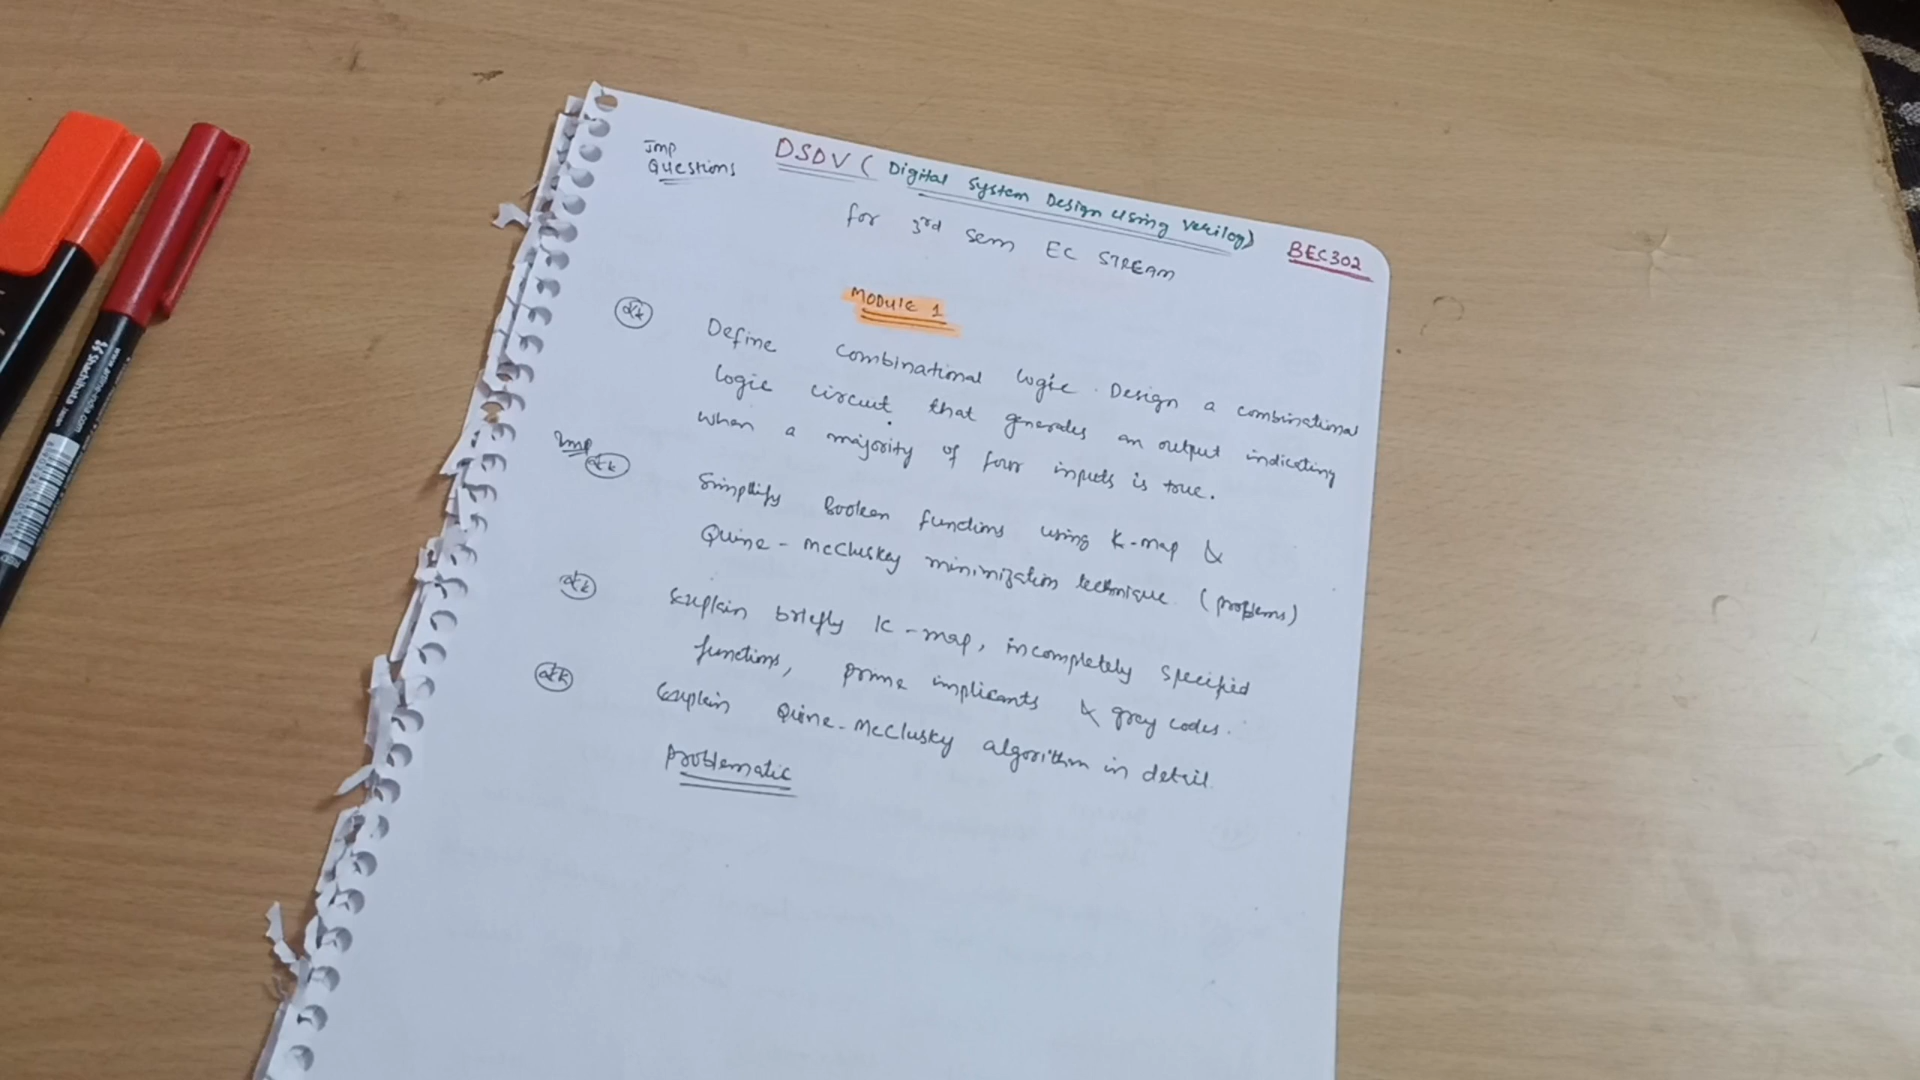 Imp
Questions
DSDV ( Digital System Design using Verilog) BEC302
for 3rd sem EC STREAM
MODULE 1
Define combinational logic. Design a combinational
logic circuit that generates an output indicating
when a majority of four inputs is true.
Imp
Simplify Boolean functions using K-map &
Quine - McCluskey minimization technique. (problems)
Explain briefly K-map, incompletely specified
functions, prime implicants & grey codes.
Explain Quine-McClusky algorithm in detail.
Problematic
Shachihata